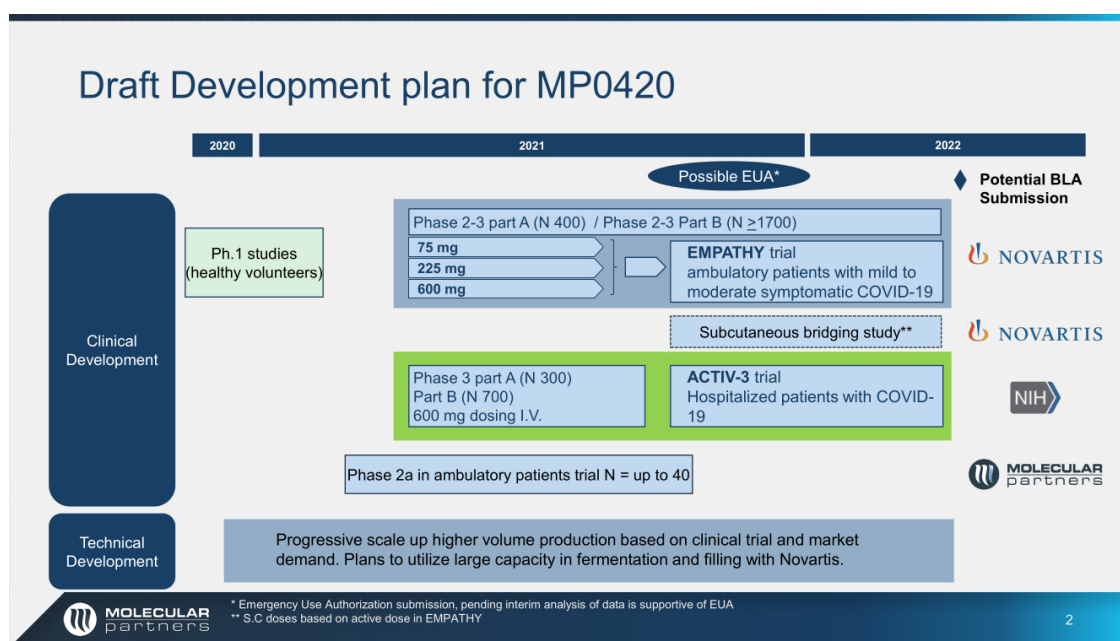 Draft Development plan for MP0420
2020
2021
2022
Possible EUA*
Potential BLA
Submission
Clinical
Development
Ph.1 studies
(healthy volunteers)
Phase 2-3 part A (N 400) / Phase 2-3 Part B (N ≥1700)
75 mg
225 mg
600 mg
EMPATHY trial
ambulatory patients with mild to
moderate symptomatic COVID-19
NOVARTIS
Subcutaneous bridging study**
NOVARTIS
Phase 3 part A (N 300)
Part B (N 700)
600 mg dosing I.V.
ACTIV-3 trial
Hospitalized patients with COVID-
19
NIH
Phase 2a in ambulatory patients trial N = up to 40
MOLECULAR
partners
Technical
Development
Progressive scale up higher volume production based on clinical trial and market
demand. Plans to utilize large capacity in fermentation and filling with Novartis.
MOLECULAR
partners
* Emergency Use Authorization submission, pending interim analysis of data is supportive of EUA
** S.C doses based on active dose in EMPATHY
2